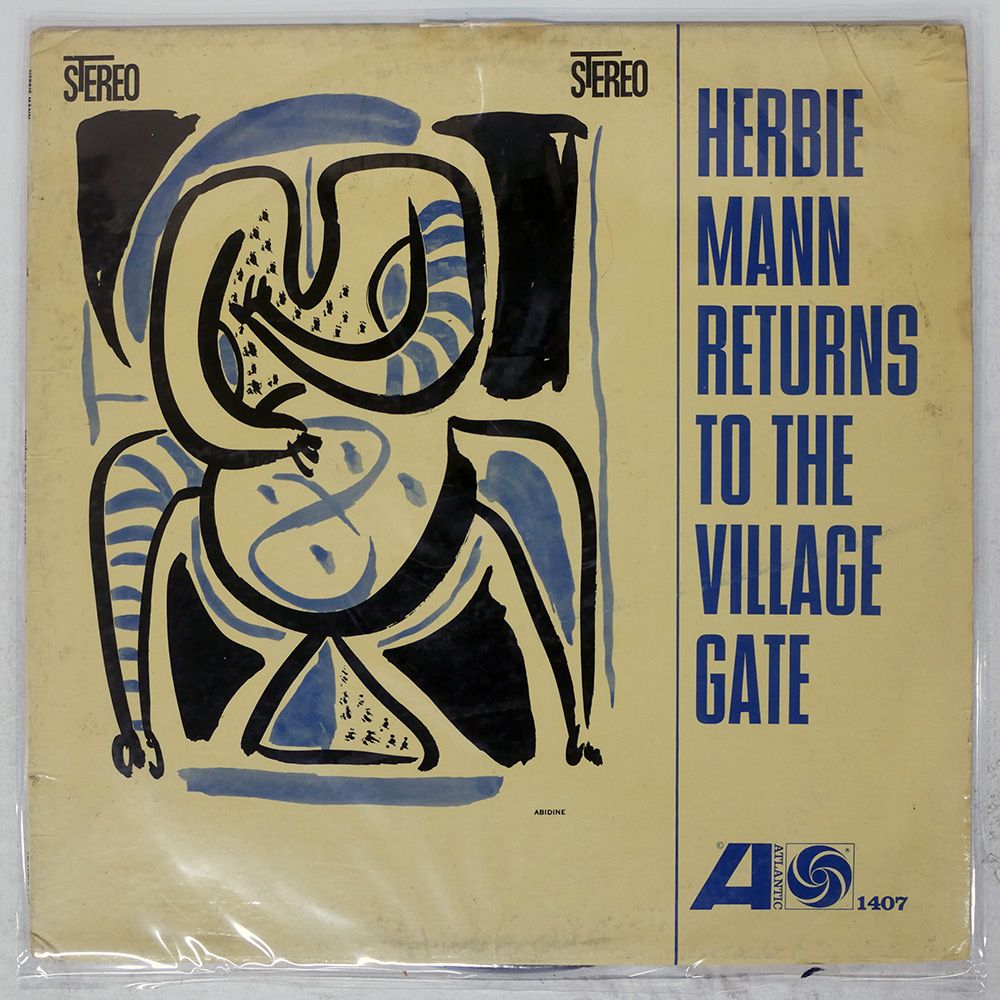 STEREO
STEREO
HERBIE
MANN
RETURNS
TO THE
VILLAGE
GATE
ABIDINE
©
A
ATLANTIC
®
1407